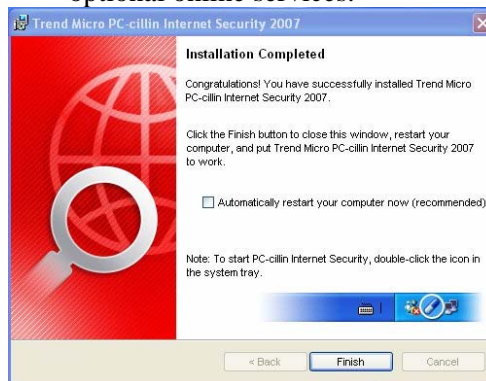 optional online services.
Trend Micro PC-cillin Internet Security 2007
Installation Completed
Congratulations! You have successfully installed Trend Micro
PC-cillin Internet Security 2007.
Click the Finish button to close this window, restart your
computer, and put Trend Micro PC-cillin Internet Security 2007
to work.
Automatically restart your computer now (recommended)
Note: To start PC-cillin Internet Security, double-click the icon in
the system tray.
< Back
Finish
Cancel